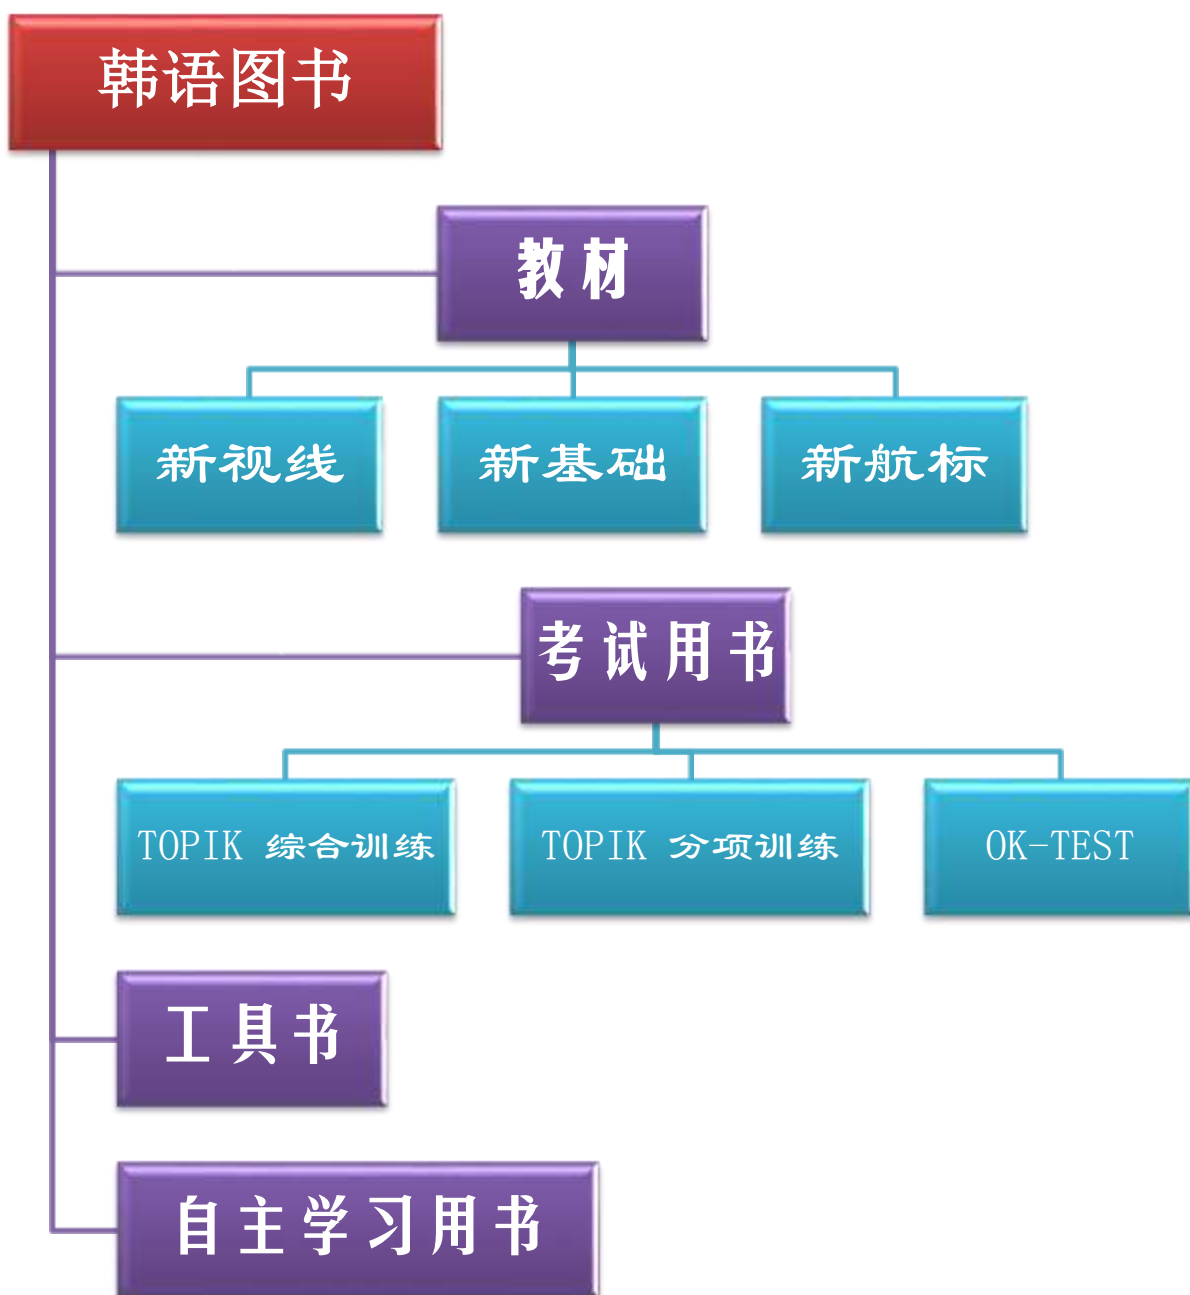 韩语图书
教材
新视线
新基础
新航标
考试用书
TOPIK 综合训练
TOPIK 分项训练
OK-TEST
工具书
自主学习用书